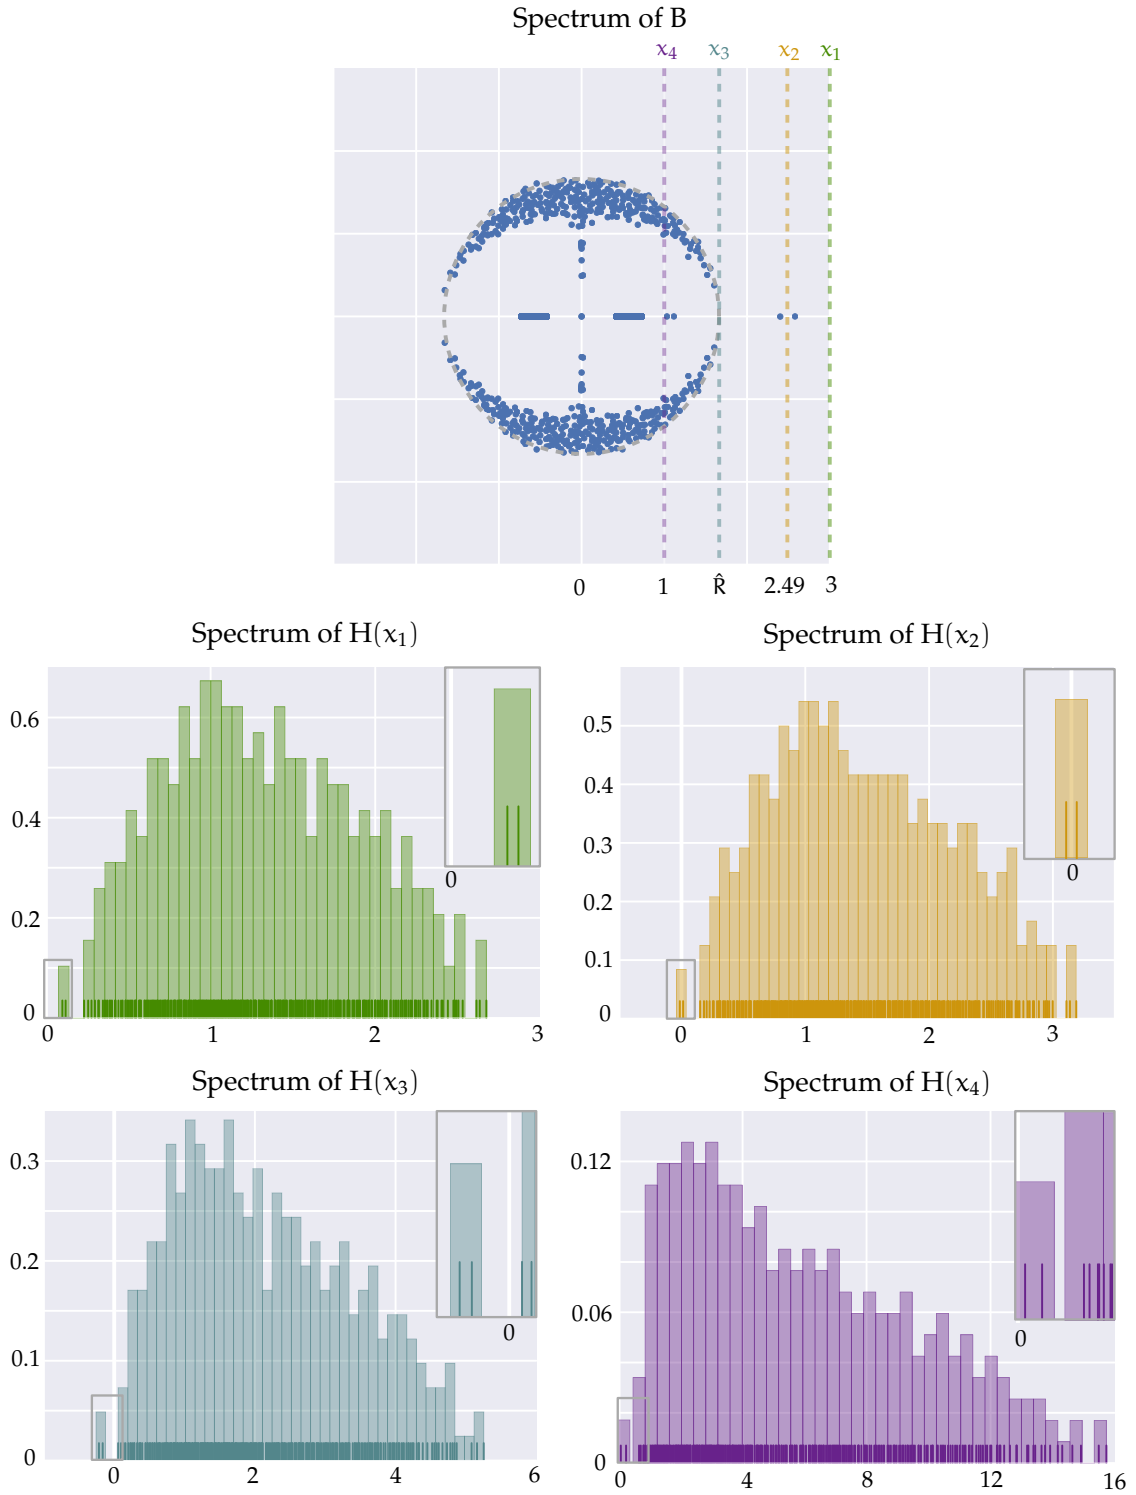 Spectrum of B
x₄ x₃ x₂ x₁
0 1 R̂ 2.49 3
Spectrum of H(x₁)
0.6
0.4
0.2
0
0
0 1 2 3
Spectrum of H(x₂)
0.5
0.4
0.3
0.2
0.1
0
0
0 1 2 3
Spectrum of H(x₃)
0.3
0.2
0.1
0
0
0 2 4 6
Spectrum of H(x₄)
0.12
0.06
0
0
0 4 8 12 16